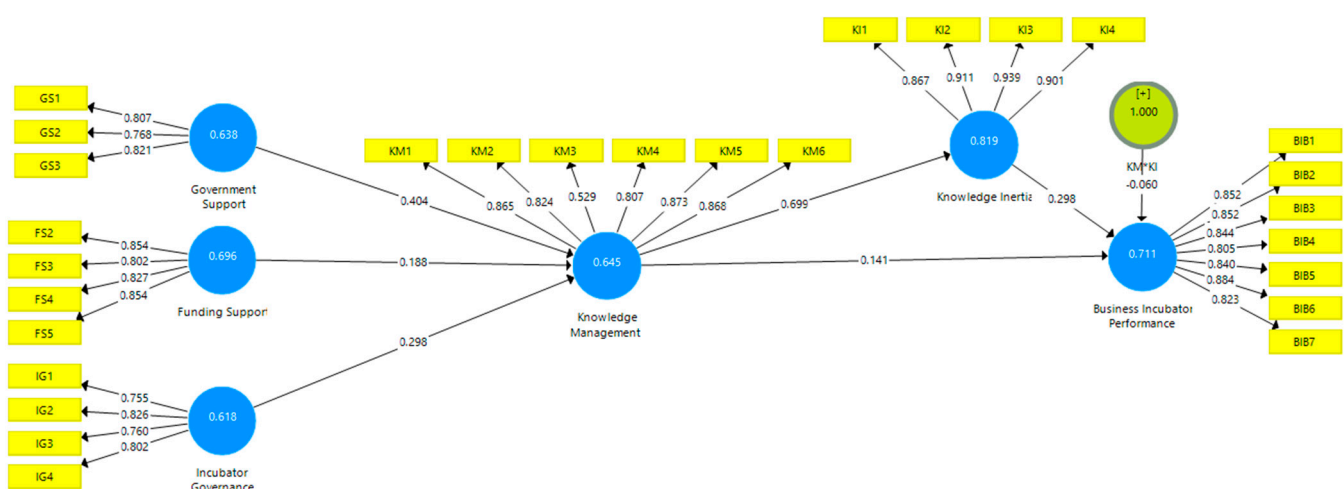 GS1
GS2
GS3
0.807
0.768
0.821
0.638
Government
Support
FS2
FS3
FS4
FS5
0.854
0.802
0.827
0.854
0.696
Funding Support
IG1
IG2
IG3
IG4
0.755
0.826
0.760
0.802
0.618
Incubator
Governance
0.404
0.188
0.298
KM1
KM2
KM3
KM4
KM5
KM6
0.865
0.824
0.529
0.807
0.873
0.868
0.645
Knowledge
Management
0.699
0.141
KI1
KI2
KI3
KI4
0.867
0.911
0.939
0.901
0.819
Knowledge Inertia
0.298
[+]
1.000
KM*KI
-0.060
0.711
Business Incubator
Performance
0.852
0.852
0.844
0.805
0.840
0.884
0.823
BIB1
BIB2
BIB3
BIB4
BIB5
BIB6
BIB7